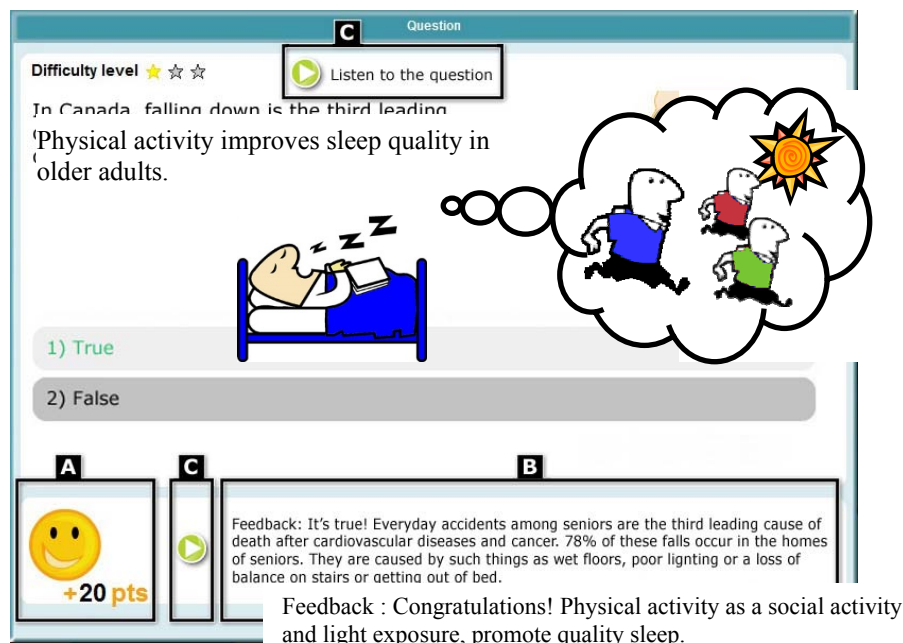 Question
C
Difficulty level
Listen to the question
In Canada, falling down is the third leading
Physical activity improves sleep quality in
older adults.
z z z
1) True
2) False
A
C
B
Feedback: It's true! Everyday accidents among seniors are the third leading cause of
death after cardiovascular diseases and cancer. 78% of these falls occur in the homes
of seniors. They are caused by such things as wet floors, poor lignting or a loss of
balance on stairs or getting out of bed.
+20 pts
Feedback : Congratulations! Physical activity as a social activity
and light exposure, promote quality sleep.